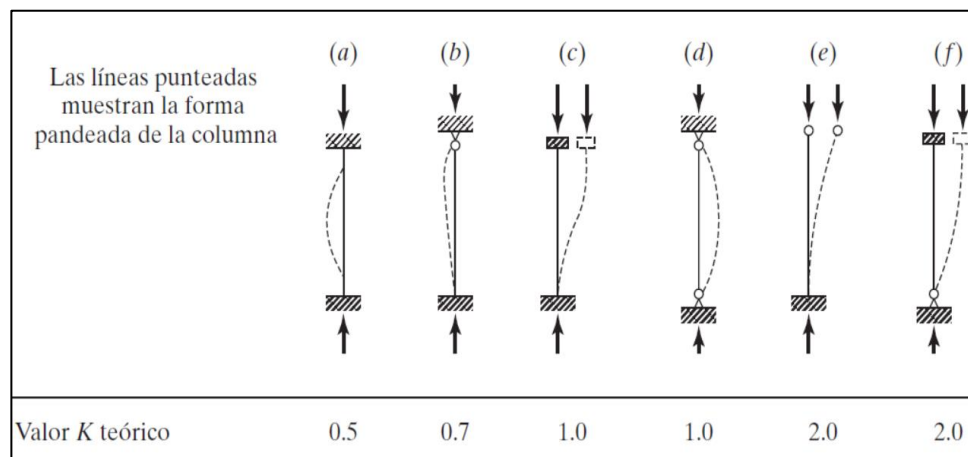 (a) (b) (c) (d) (e) (f)
Las líneas punteadas
muestran la forma
pandeada de la columna
Valor K teórico 0.5 0.7 1.0 1.0 2.0 2.0